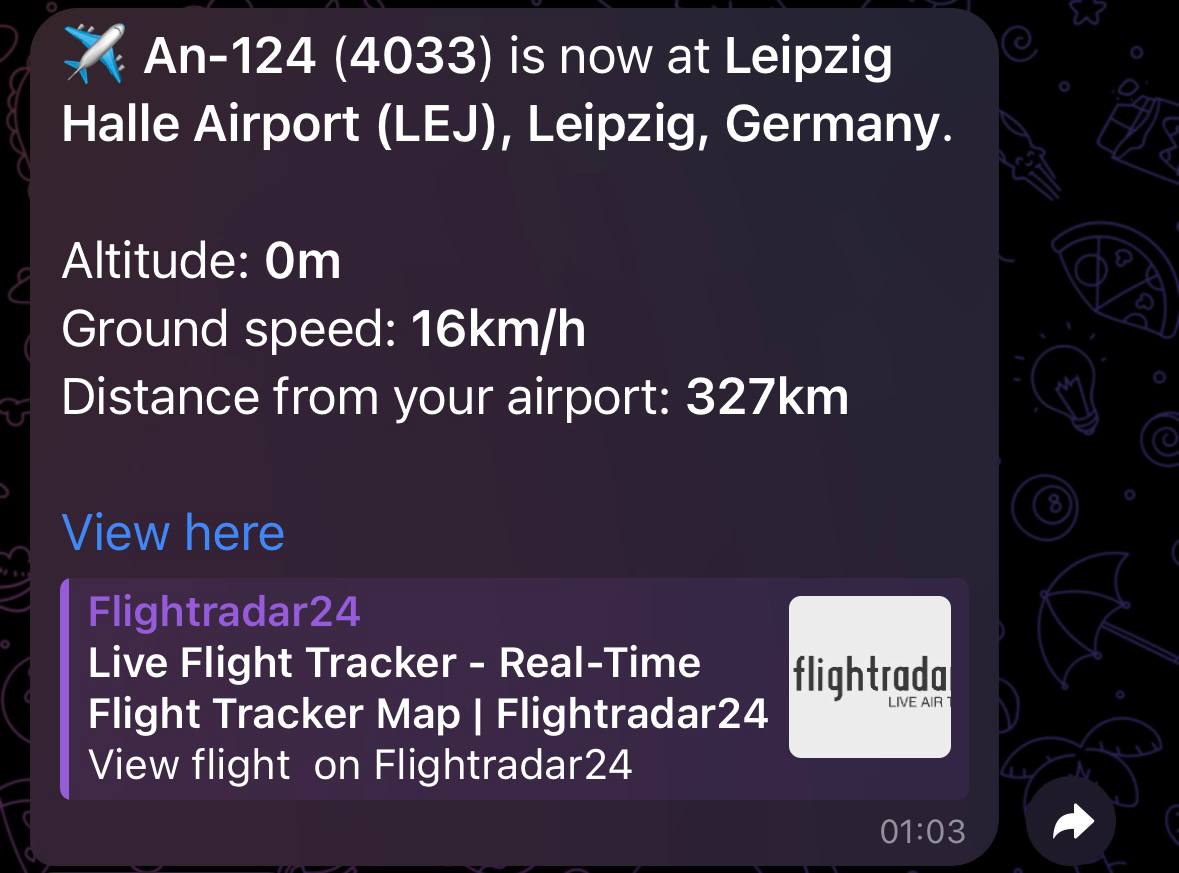 ✈️ An-124 (4033) is now at Leipzig
Halle Airport (LEJ), Leipzig, Germany.
Altitude: 0m
Ground speed: 16km/h
Distance from your airport: 327km
View here
Flightradar24
Live Flight Tracker - Real-Time
Flight Tracker Map | Flightradar24
View flight  on Flightradar24
flightrada
LIVE AIR
01:03
8